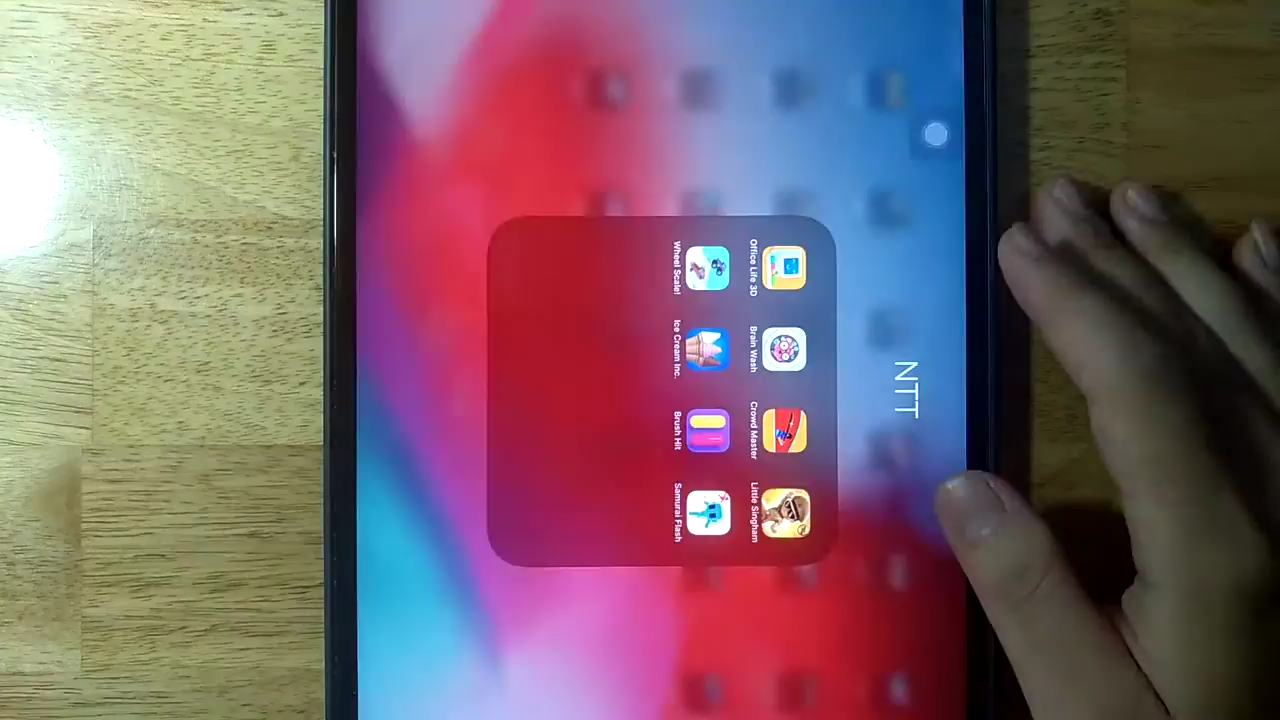 NTT
Office Life 3D
Brain Wash
Crowd Master
Little Singham
Wheel Scale!
Ice Cream Inc.
Brush Hit
Samurai Flash